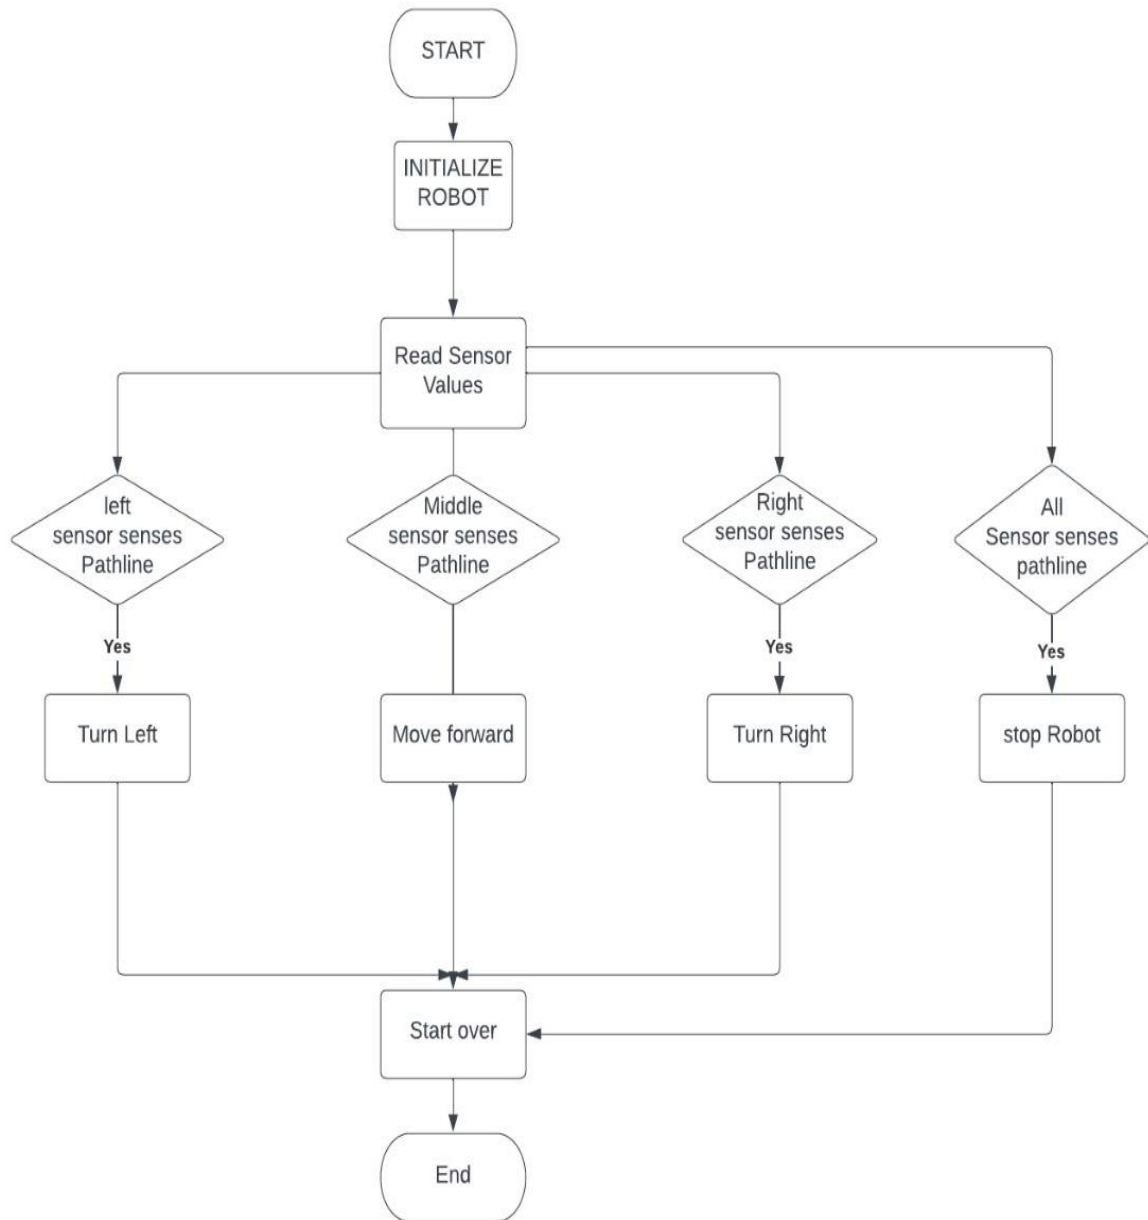 START
INITIALIZE
ROBOT
Read Sensor
Values
left
sensor senses
Pathline
Middle
sensor senses
Pathline
Right
sensor senses
Pathline
All
Sensor senses
pathline
Yes
Yes
Yes
Turn Left
Move forward
Turn Right
stop Robot
Start over
End